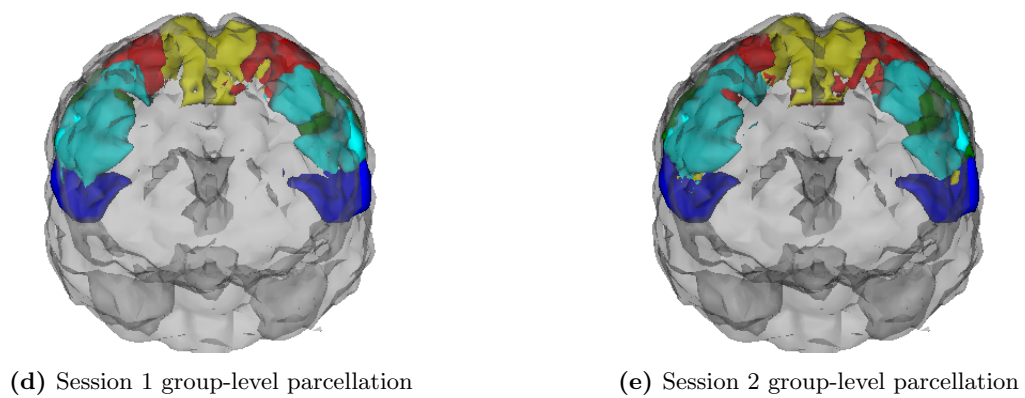 (d) Session 1 group-level parcellation
(e) Session 2 group-level parcellation